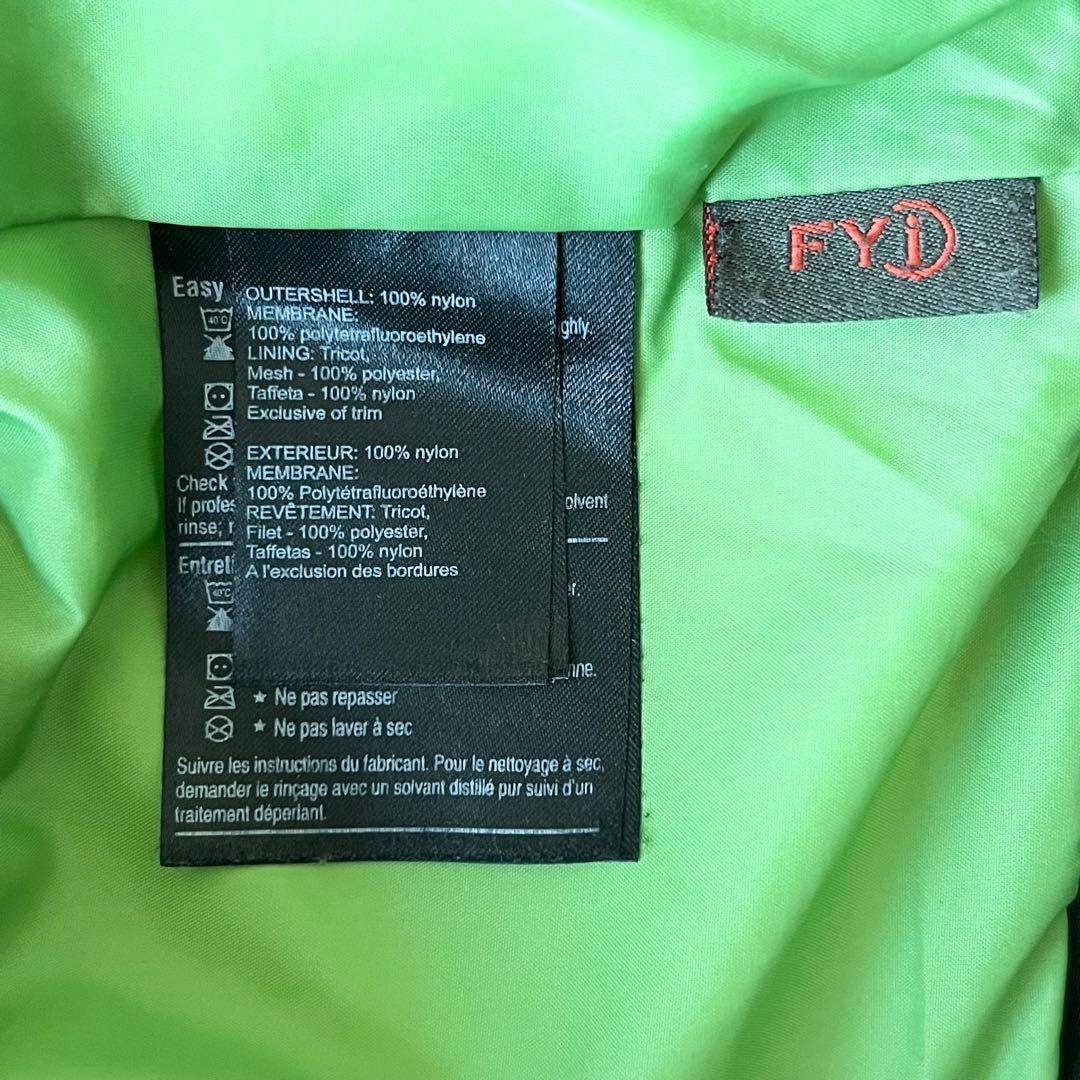 FYi
Easy
40°C
ghly.
OUTERSHELL: 100% nylon
MEMBRANE:
100% polytetrafluoroethylene
LINING: Tricot,
Mesh - 100% polyester,
Taffeta - 100% nylon
Exclusive of trim
EXTERIEUR: 100% nylon
MEMBRANE:
100% Polytétrafluoroéthylène
REVÊTEMENT: Tricot,
Filet - 100% polyester,
Taffetas - 100% nylon
A l'exclusion des bordures
Check
If profes
olvent
rinse; r
Entreti
40°C
r.
nne.
★ Ne pas repasser
★ Ne pas laver à sec
Suivre les instructions du fabricant. Pour le nettoyage à sec,
demander le rinçage avec un solvant distillé pur suivi d'un
traitement déperlant.